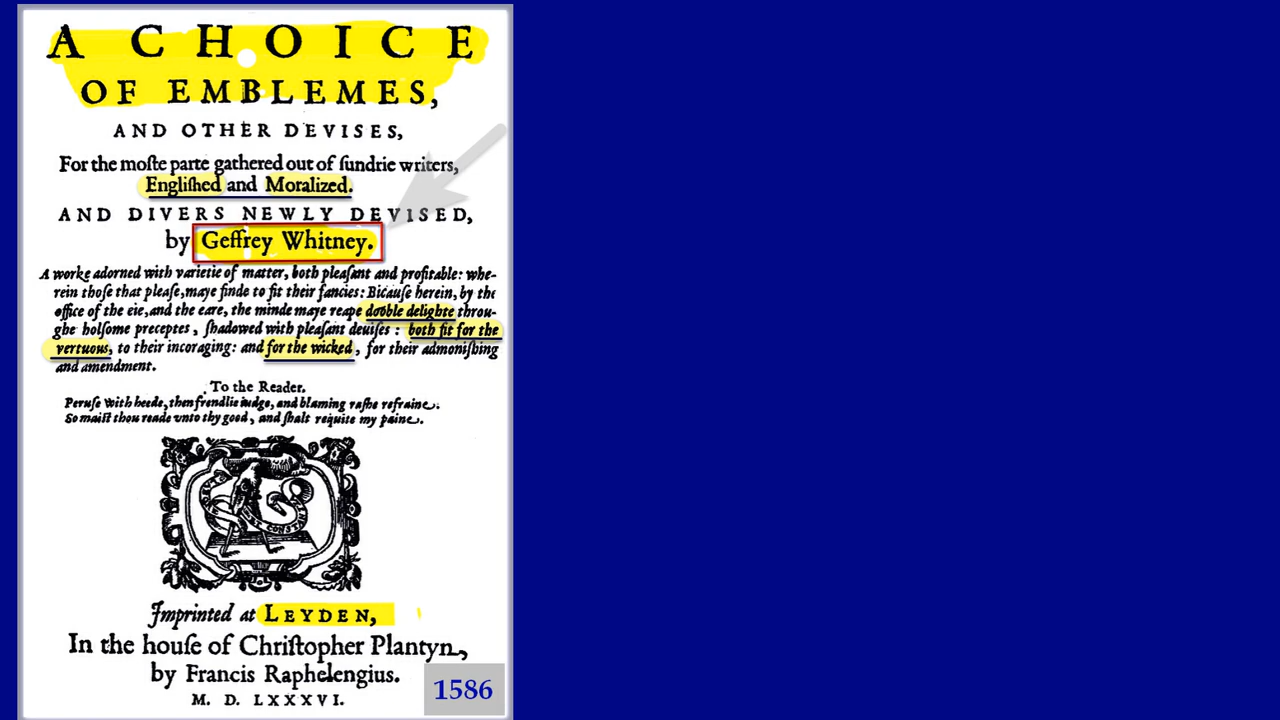 A CHOICE
OF EMBLEMES,
AND OTHER DEVISES,
For the moſte parte gathered out of ſundrie writers,
Engliſhed and Moralized.
AND DIVERS NEWLY DEVISED,
by Geffrey Whitney.
A worke adorned with varietie of matter, both pleaſant and profitable: whe-
rein thoſe that pleaſe, maye finde to fit their fancies: Bicauſe herein, by the
office of the eie, and the eare, the minde maye reape dooble delighte throu-
ghe holſome preceptes, ſhadowed with pleaſant deuiſes: both fit for the
vertuous, to their incoraging: and for the wicked, for their admoniſhing
and amendment.
To the Reader.
Peruſe with heede, then frendlie iudge, and blaming raſhe refraine:
So maiſt thou reade vnto thy good, and ſhalt requite my paine.
LABORE ET CONSTAN
Imprinted at LEYDEN,
In the houſe of Chriſtopher Plantyn,
by Francis Raphelengius.
M. D. LXXXVI.
1586